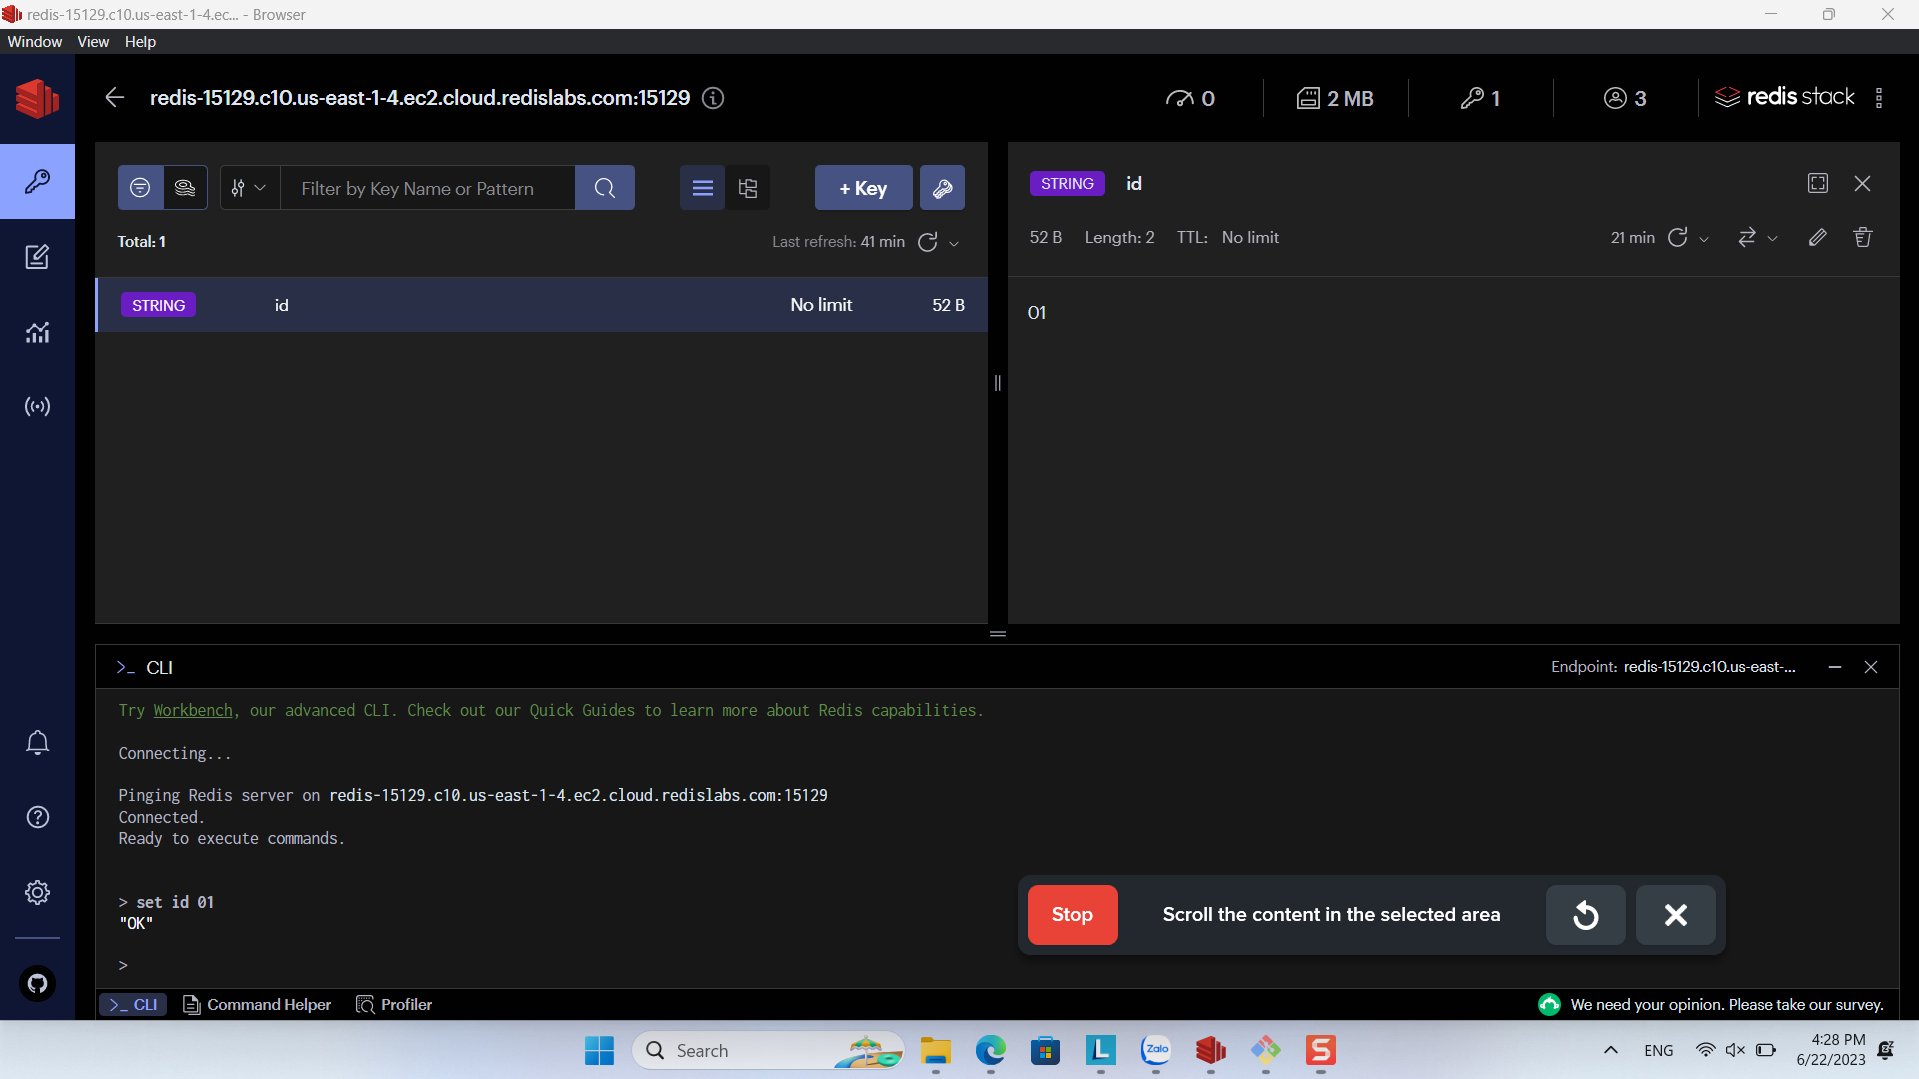 redis-15129.c10.us-east-1-4.ec... - Browser
Window View Help
redis-15129.c10.us-east-1-4.ec2.cloud.redislabs.com:15129
0
2 MB
1
3
redis stack
Filter by Key Name or Pattern
+ Key
Total: 1
Last refresh: 41 min
STRING id No limit 52 B
STRING id
52 B Length: 2 TTL: No limit
21 min
01
>_ CLI
Endpoint: redis-15129.c10.us-east-...
Try Workbench, our advanced CLI. Check out our Quick Guides to learn more about Redis capabilities.
Connecting...
Pinging Redis server on redis-15129.c10.us-east-1-4.ec2.cloud.redislabs.com:15129
Connected.
Ready to execute commands.
> set id 01
"OK"
>
Stop
Scroll the content in the selected area
>_ CLI
Command Helper
Profiler
We need your opinion. Please take our survey.
Search
L
Zalo
S
ENG
4:28 PM
6/22/2023